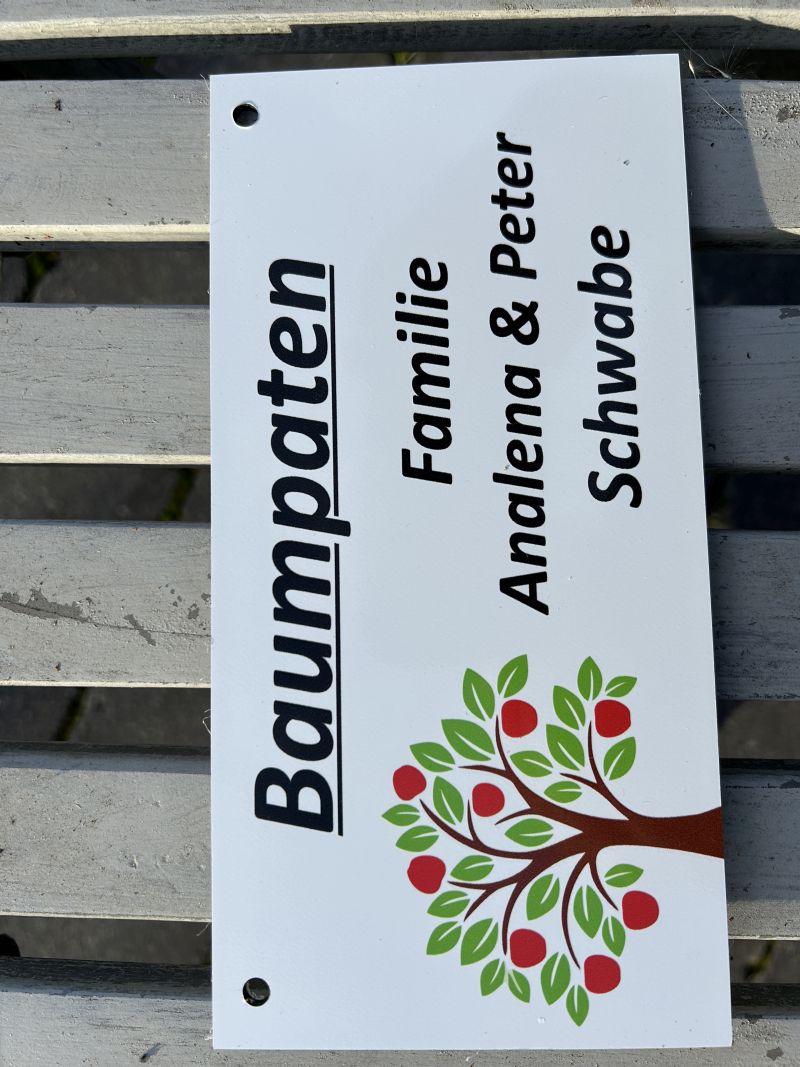 Baumpaten
Familie
Analena & Peter
Schwabe